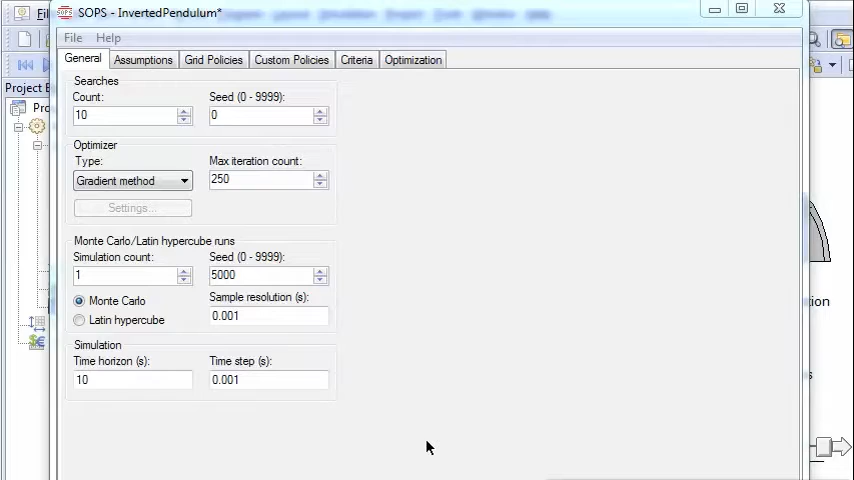 SOPS - InvertedPendulum*
File Help
General Assumptions Grid Policies Custom Policies Criteria Optimization
Searches
Count: Seed (0 - 9999):
10 0
Optimizer
Type: Max iteration count:
Gradient method 250
Settings...
Monte Carlo/Latin hypercube runs
Simulation count: Seed (0 - 9999):
1 5000
Monte Carlo Sample resolution (s):
Latin hypercube 0.001
Simulation
Time horizon (s): Time step (s):
10 0.001
Project E
Pro